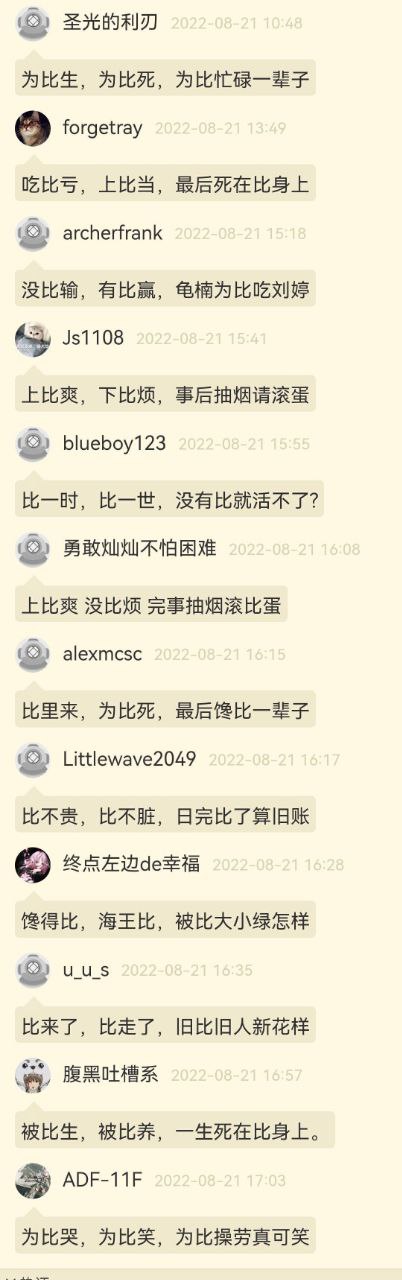 圣光的利刃 2022-08-21 10:48
为比生，为比死，为比忙碌一辈子
forgetray 2022-08-21 13:49
吃比亏，上比当，最后死在比身上
archerfrank 2022-08-21 15:18
没比输，有比赢，龟楠为比吃刘婷
Js1108 2022-08-21 15:41
上比爽，下比烦，事后抽烟请滚蛋
blueboy123 2022-08-21 15:55
比一时，比一世，没有比就活不了?
勇敢灿灿不怕困难 2022-08-21 16:08
上比爽 没比烦 完事抽烟滚比蛋
alexmcsc 2022-08-21 16:15
比里来，为比死，最后馋比一辈子
Littlewave2049 2022-08-21 16:17
比不贵，比不脏，日完比了算旧账
终点左边de幸福 2022-08-21 16:28
馋得比，海王比，被比大小绿怎样
u_u_s 2022-08-21 16:35
比来了，比走了，旧比旧人新花样
腹黑吐槽系 2022-08-21 16:57
被比生，被比养，一生死在比身上。
ADF-11F 2022-08-21 17:03
为比哭，为比笑，为比操劳真可笑